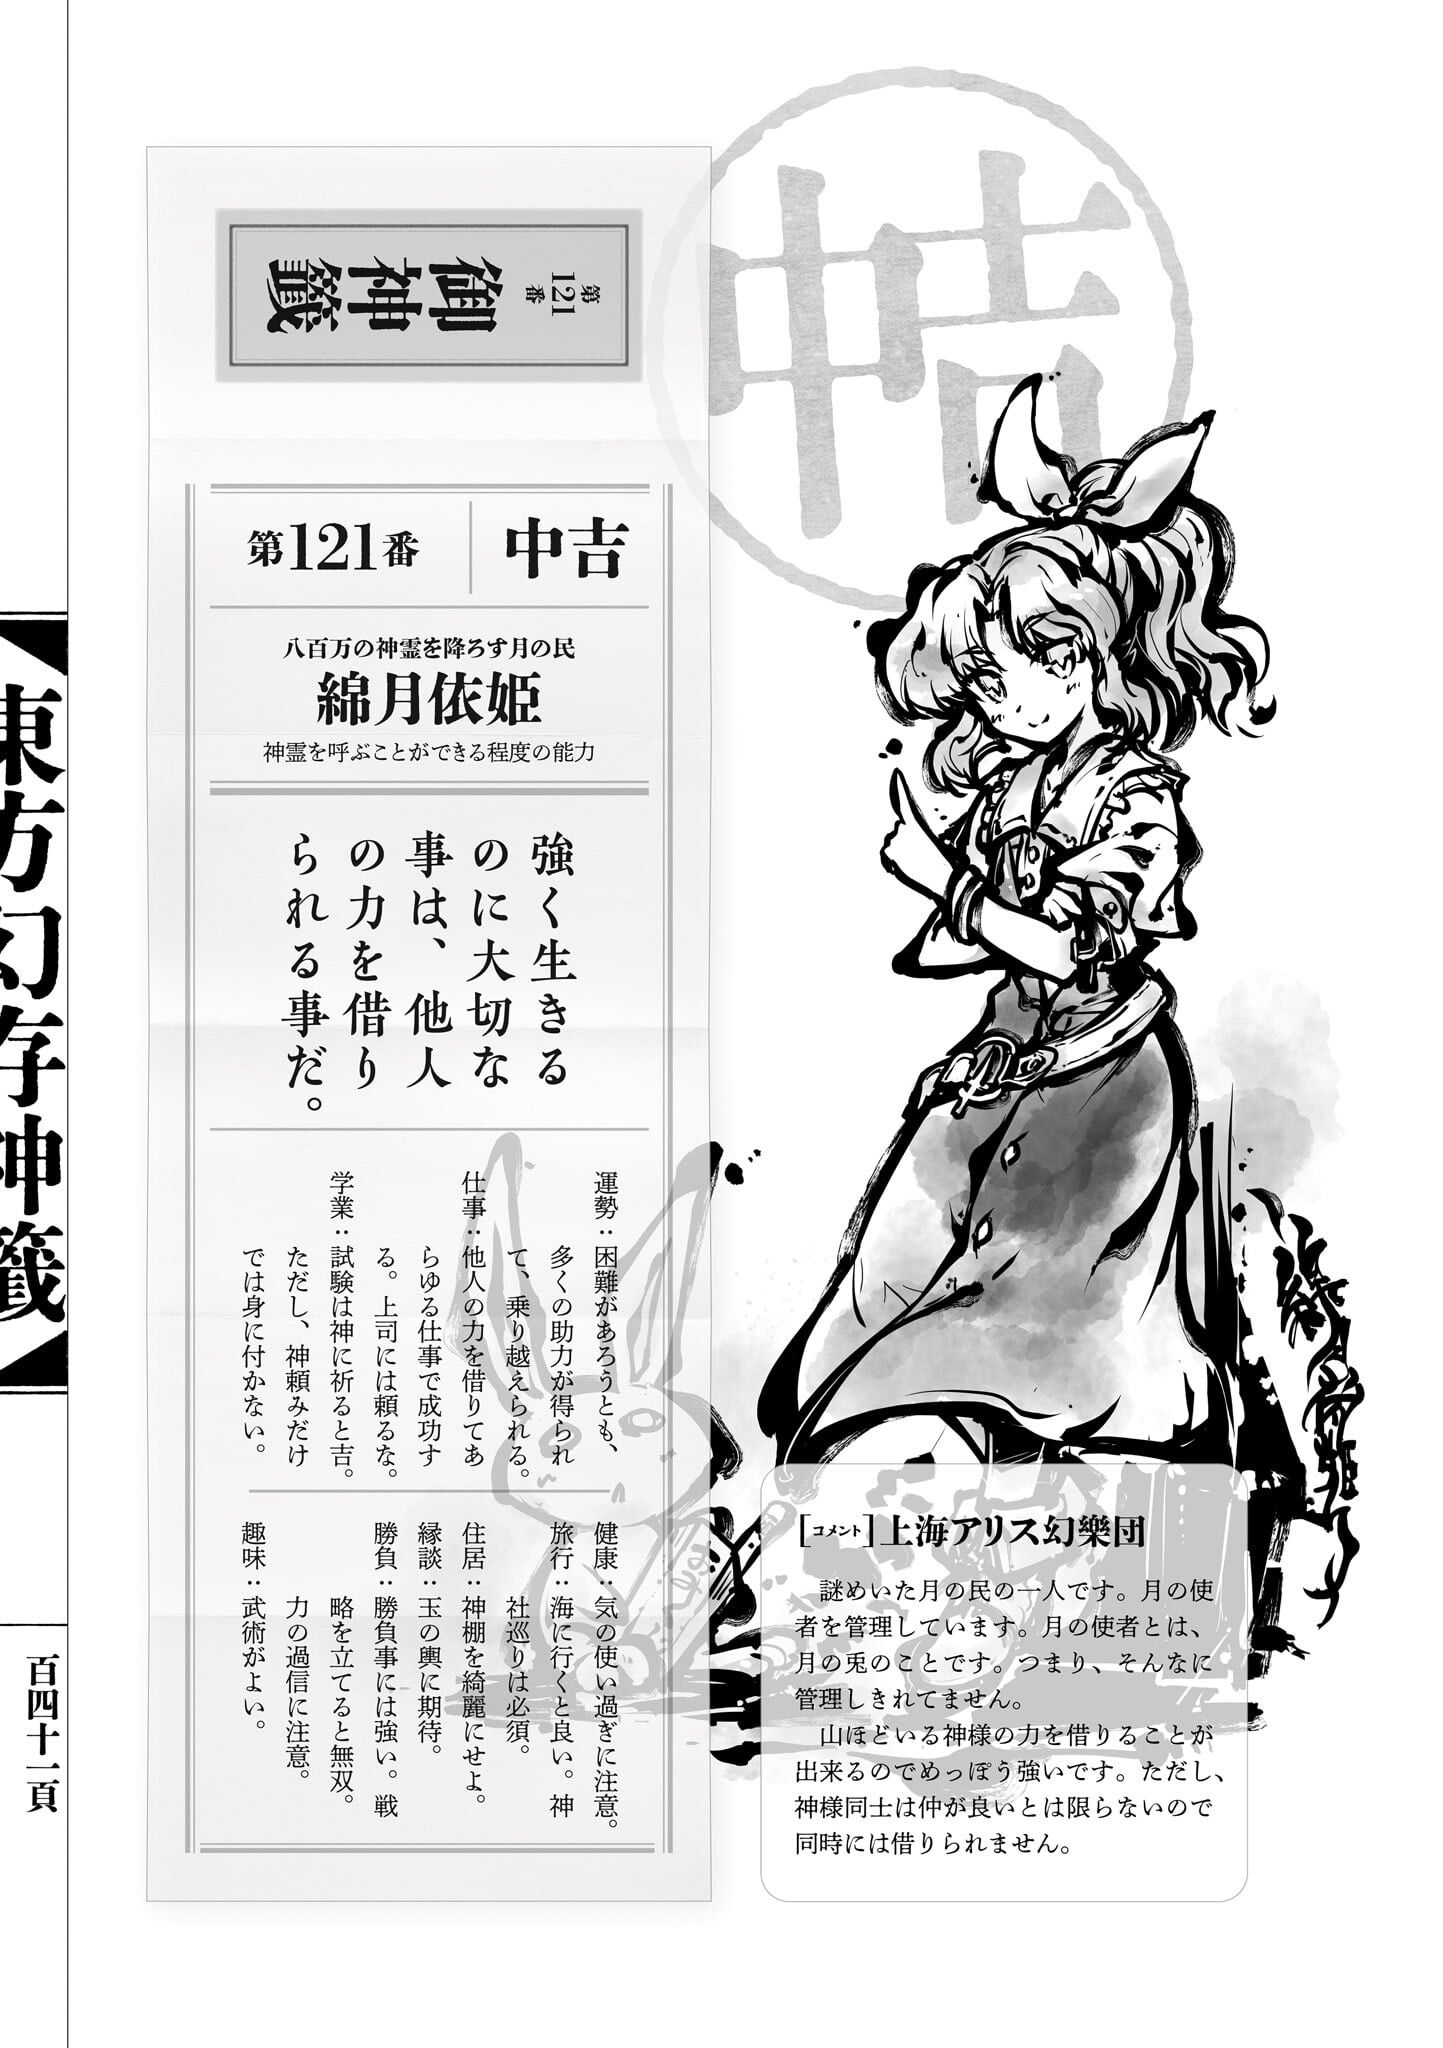 中吉
御神籤
第121番
第121番
中吉
八百万の神霊を降ろす月の民
綿月依姫
神霊を呼ぶことができる程度の能力
強く生きる
のに大切な
事は、他人
の力を借り
られる事だ。
運勢：困難があろうとも、
多くの助力が得られ
て、乗り越えられる。
仕事：他人の力を借りてあ
らゆる仕事で成功す
る。上司には頼るな。
学業：試験は神に祈ると吉。
ただし、神頼みだけ
では身に付かない。
健康：気の使い過ぎに注意。
旅行：海に行くと良い。神
社巡りは必須。
住居：神棚を綺麗にせよ。
縁談：玉の輿に期待。
勝負：勝負事には強い。戦
略を立てると無双。
力の過信に注意。
趣味：武術がよい。
綿月依姫
［コメント］上海アリス幻樂団
謎めいた月の民の一人です。月の使
者を管理しています。月の使者とは、
月の兎のことです。つまり、そんなに
管理しきれてません。
山ほどいる神様の力を借りることが
出来るのでめっぽう強いです。ただし、
神様同士は仲が良いとは限らないので
同時には借りられません。
【東方幻存神籤】
百四十一頁